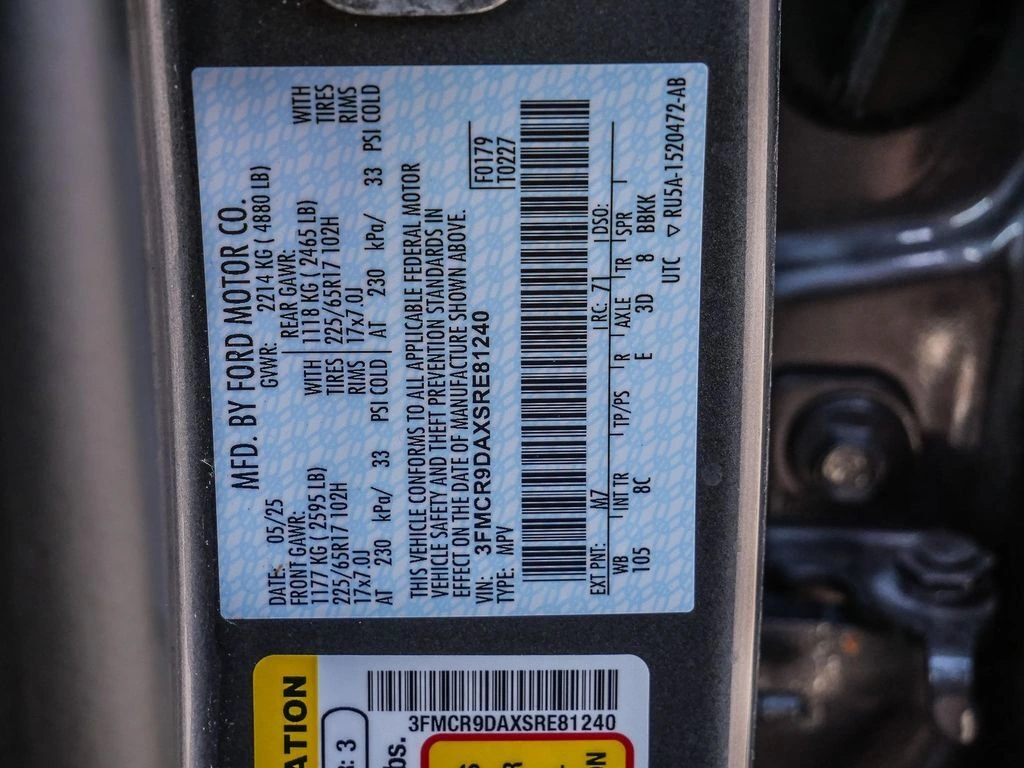 MFD. BY FORD MOTOR CO.
DATE: 05/25 GVWR: 2214 KG ( 4880 LB)
FRONT GAWR: WITH REAR GAWR: WITH
1177 KG ( 2595 LB) TIRES 1118 KG ( 2465 LB) TIRES
225/65R17 102H RIMS 225/65R17 102H RIMS
17x7.0J 17x7.0J
AT 230 kPa/ 33 PSI COLD AT 230 kPa/ 33 PSI COLD
THIS VEHICLE CONFORMS TO ALL APPLICABLE FEDERAL MOTOR
VEHICLE SAFETY AND THEFT PREVENTION STANDARDS IN
EFFECT ON THE DATE OF MANUFACTURE SHOWN ABOVE.
VIN: 3FMCR9DAXSRE81240 F0179
TYPE: MPV T0227
EXT PNT: M7 RC: 71 DSO:
WB INT TR TP/PS R AXLE TR SPR
105 8C E 3D 8 BBKK
UTC ▽ RU5A-1520472-AB
3FMCR9DAXSRE81240
ATION
R: 3
bs.